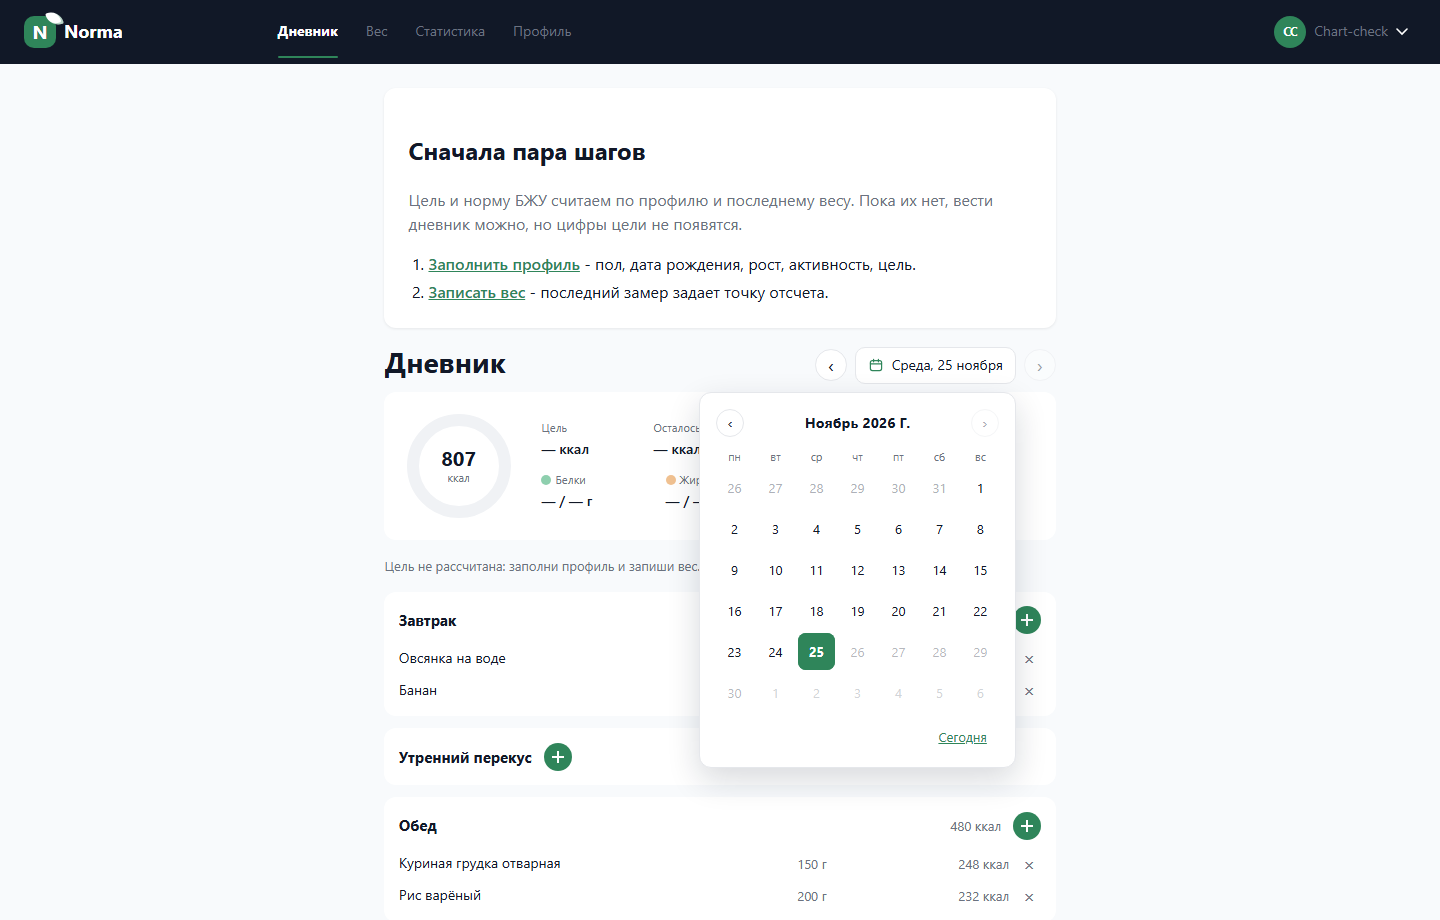 N Norma
Дневник Вес Статистика Профиль
CC Chart-check
Сначала пара шагов
Цель и норму БЖУ считаем по профилю и последнему весу. Пока их нет, вести
дневник можно, но цифры цели не появятся.
1. Заполнить профиль - пол, дата рождения, рост, активность, цель.
2. Записать вес - последний замер задает точку отсчета.
Дневник
‹ Среда, 25 ноября ›
807
ккал
Цель
— ккал
Белки
— / — г
‹ Ноябрь 2026 Г. ›
пн вт ср чт пт сб вс
26 27 28 29 30 31 1
2 3 4 5 6 7 8
9 10 11 12 13 14 15
16 17 18 19 20 21 22
23 24 25 26 27 28 29
30 1 2 3 4 5 6
Сегодня
Цель не рассчитана: заполни профиль и запиши вес.
Завтрак +
Овсянка на воде ×
Банан ×
Утренний перекус +
Обед 480 ккал +
Куриная грудка отварная 150 г 248 ккал ×
Рис варёный 200 г 232 ккал ×